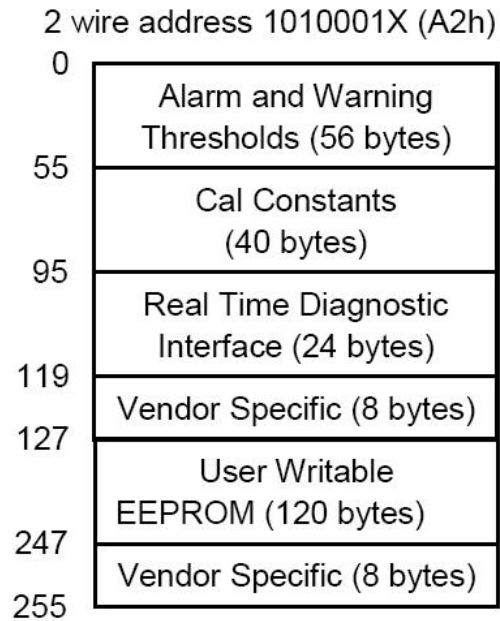 2 wire address 1010001X (A2h)
0
Alarm and Warning
Thresholds (56 bytes)
55
Cal Constants
(40 bytes)
95
Real Time Diagnostic
Interface (24 bytes)
119
Vendor Specific (8 bytes)
127
User Writable
EEPROM (120 bytes)
247
Vendor Specific (8 bytes)
255